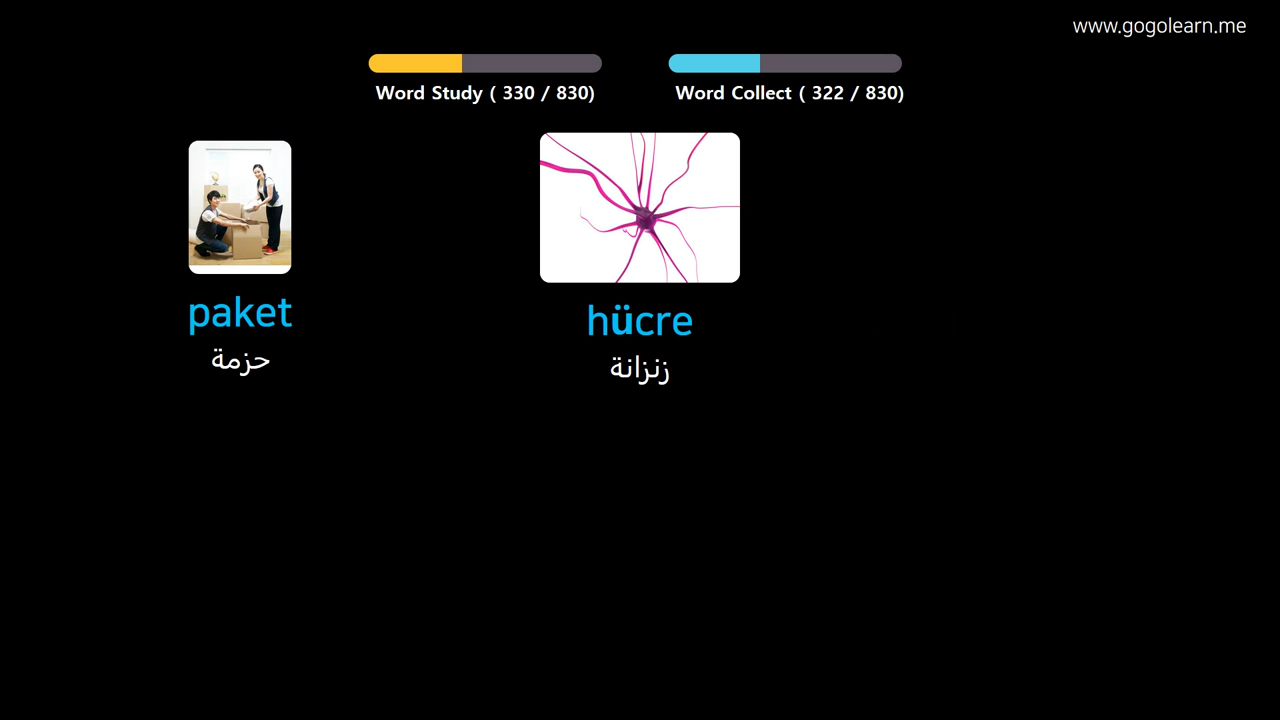 www.gogolearn.me
Word Study ( 330 / 830)
Word Collect ( 322 / 830)
paket
حزمة
hücre
زنزانة